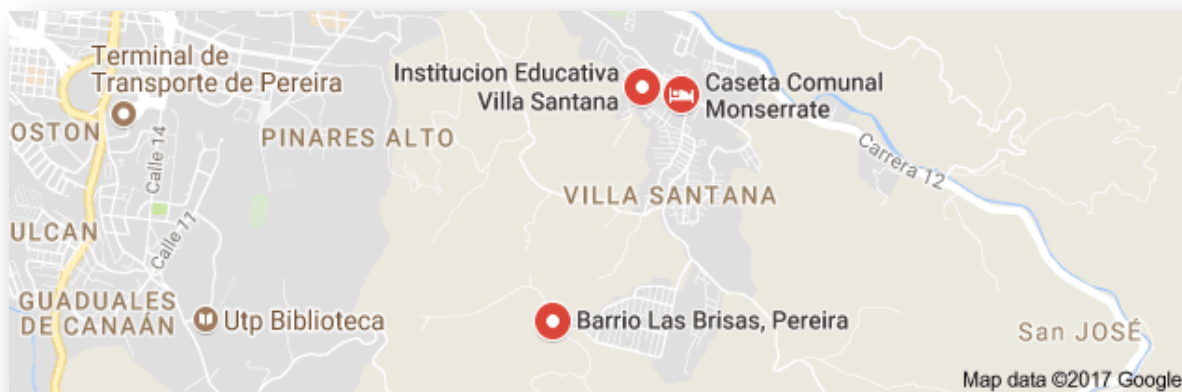 Terminal de
Transporte de Pereira
Institucion Educativa
Villa Santana
Caseta Comunal
Monserrate
OSTON
Calle 14
PINARES ALTO
Carrera 12
VILLA SANTANA
ULCAN
Calle 11
GUADUALES
DE CANAÁN
Utp Biblioteca
Barrio Las Brisas, Pereira
San JOSÉ
Map data ©2017 Google